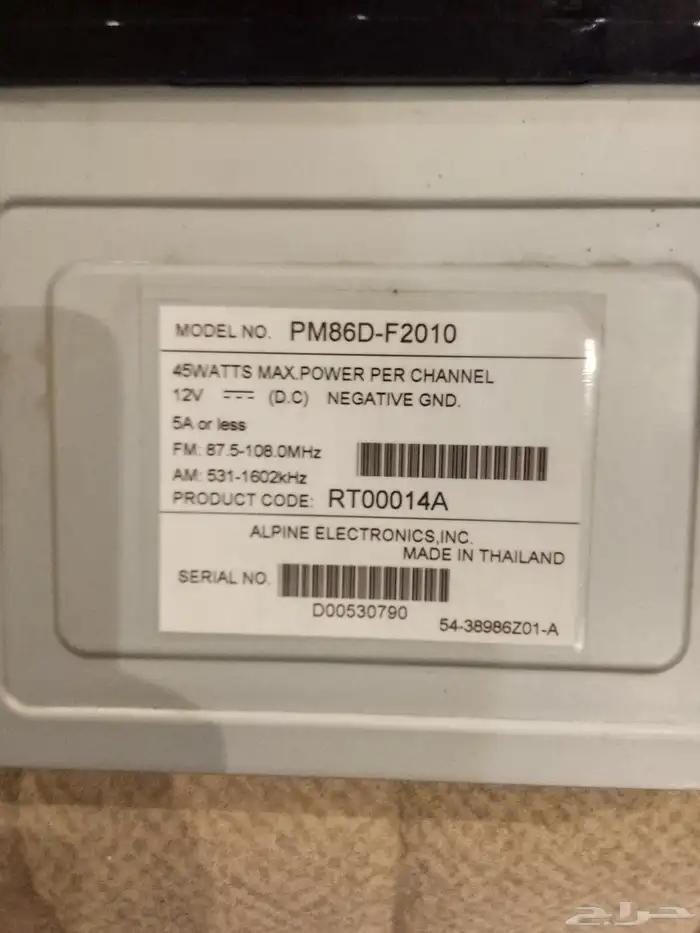 MODEL NO. PM86D-F2010
45WATTS MAX.POWER PER CHANNEL
12V (D.C) NEGATIVE GND.
5A or less
FM: 87.5-108.0MHz
AM: 531-1602kHz
PRODUCT CODE: RT00014A
ALPINE ELECTRONICS,INC.
MADE IN THAILAND
SERIAL NO.
D00530790
54-38986Z01-A
حراج